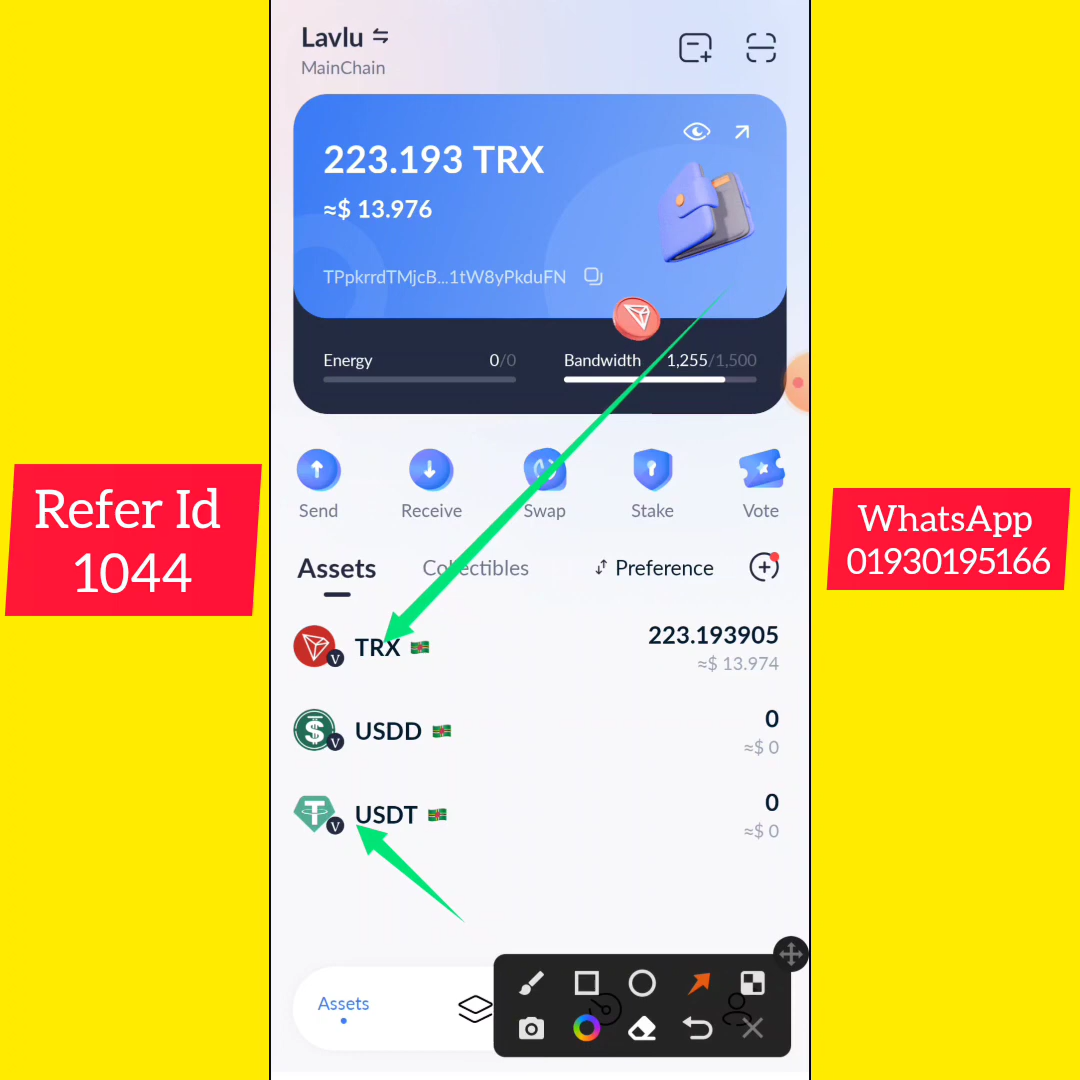 Lavlu
MainChain
223.193 TRX
≈$ 13.976
TPpkrrdTMjcB...1tW8yPkduFN
Energy 0/0
Bandwidth 1,255/1,500
Send Receive Swap Stake Vote
Refer Id
1044
WhatsApp
01930195166
Assets Collectibles Preference
TRX 223.193905
≈$ 13.974
USDD 0
≈$ 0
USDT 0
≈$ 0
Assets